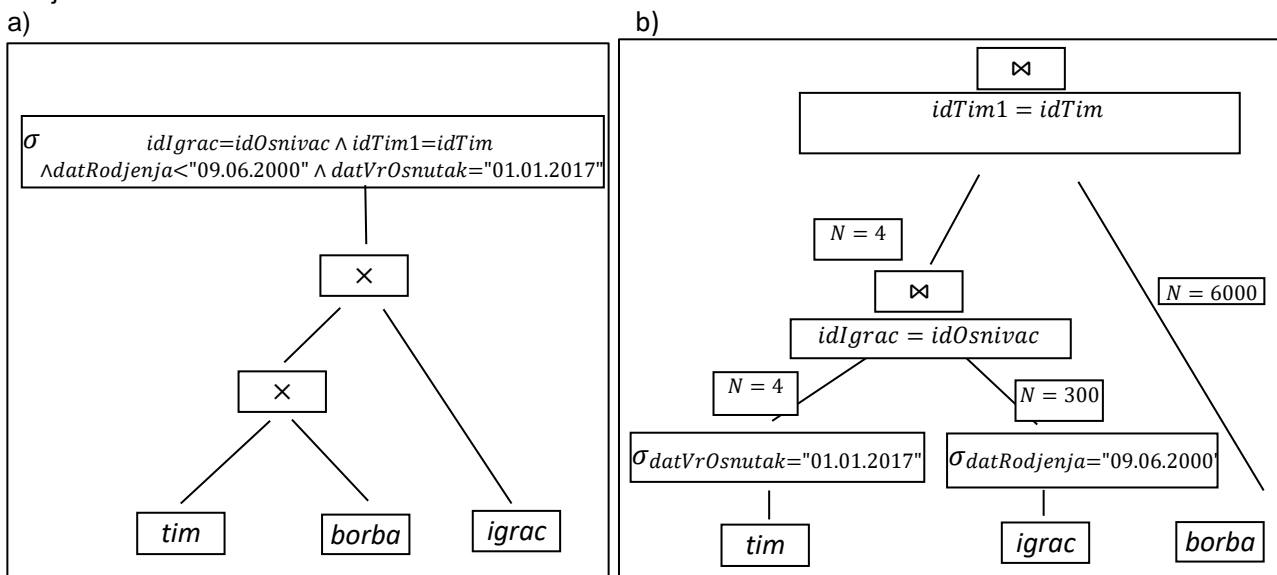 a)
b)
σ idIgrac=idOsnivac ∧ idTim1=idTim
∧datRodjenja<"09.06.2000" ∧ datVrOsnutak="01.01.2017"
×
×
tim
borba
igrac
⋈
idTim1 = idTim
N = 4
N = 6000
⋈
idIgrac = idOsnivac
N = 4
N = 300
σdatVrOsnutak="01.01.2017"
σdatRodjenja="09.06.2000"
tim
igrac
borba